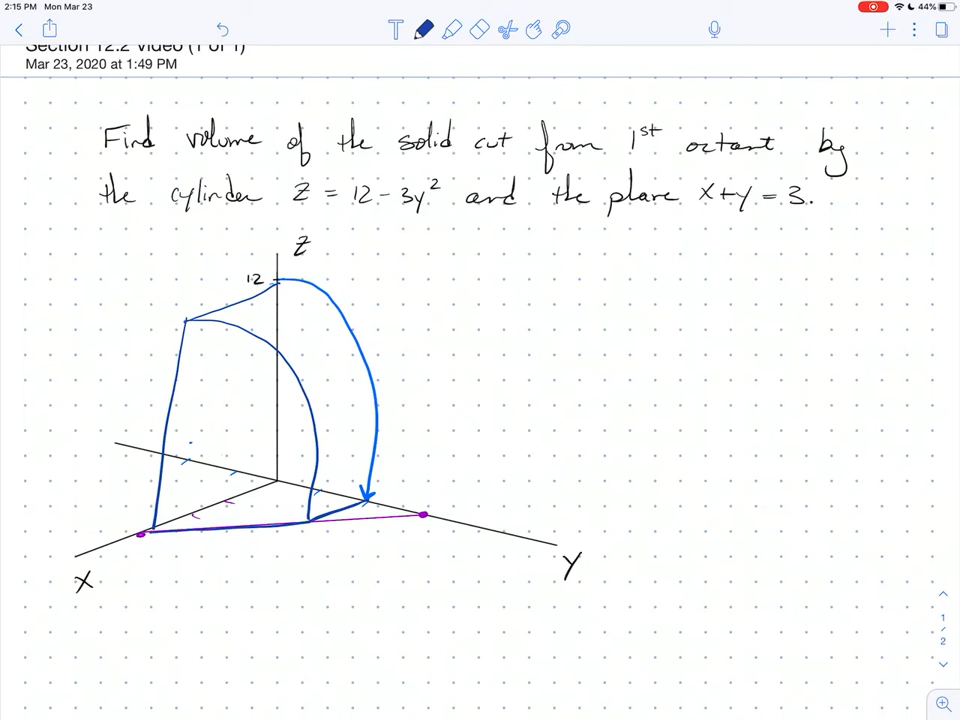 2:15 PM Mon Mar 23
44%
T
Section 12.2 Video (1 of 1)
Mar 23, 2020 at 1:49 PM
Find volume of the solid cut from 1st octant by
the cylinder Z = 12 - 3y² and the plane x+y = 3.
Z
12
X
Y
1
/
2